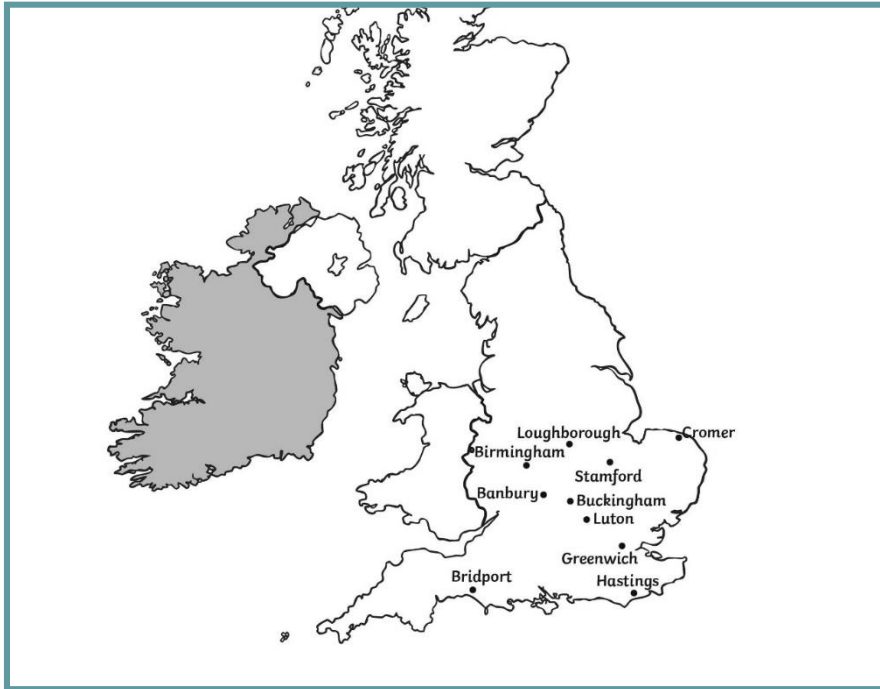 Loughborough
Cromer
Birmingham
Stamford
Banbury
Buckingham
Luton
Greenwich
Hastings
Bridport